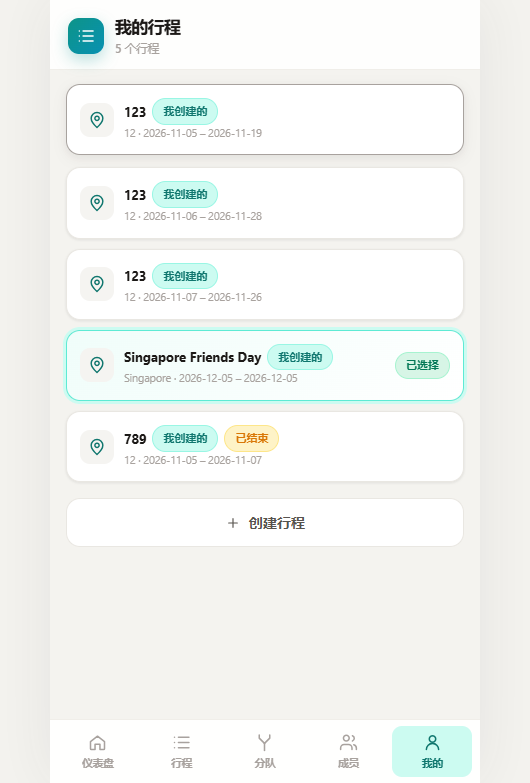 我的行程
5 个行程
123 我创建的
12 · 2026-11-05 – 2026-11-19
123 我创建的
12 · 2026-11-06 – 2026-11-28
123 我创建的
12 · 2026-11-07 – 2026-11-26
Singapore Friends Day 我创建的
Singapore · 2026-12-05 – 2026-12-05
已选择
789 我创建的 已结束
12 · 2026-11-05 – 2026-11-07
+ 创建行程
仪表盘 行程 分队 成员 我的